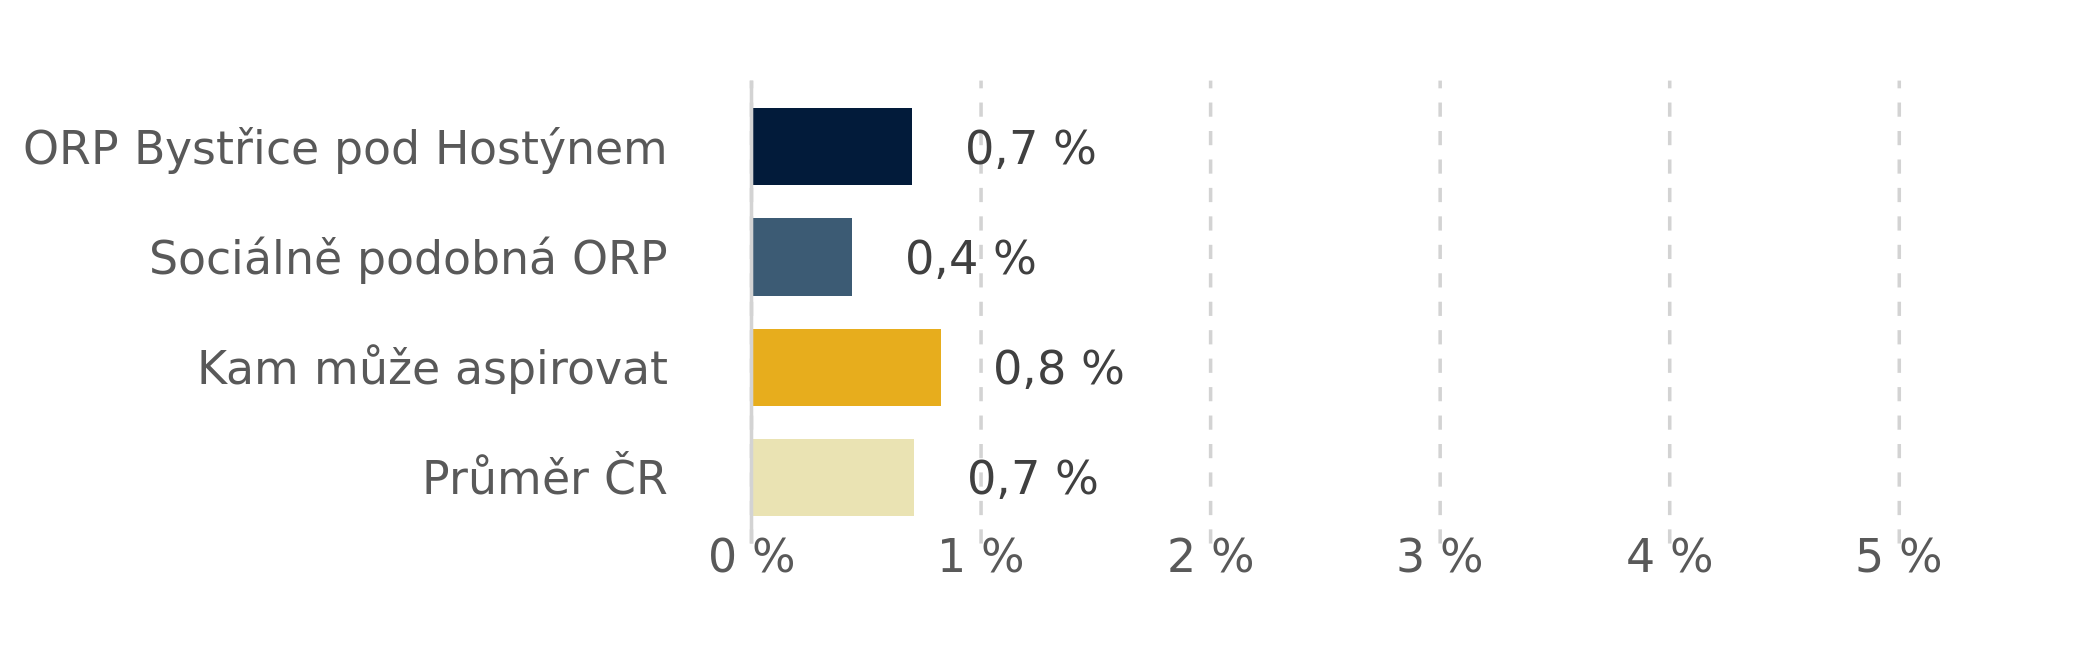 ORP Bystřice pod Hostýnem 0,7 %
Sociálně podobná ORP 0,4 %
Kam může aspirovat 0,8 %
Průměr ČR 0,7 %
0 % 1 % 2 % 3 % 4 % 5 %